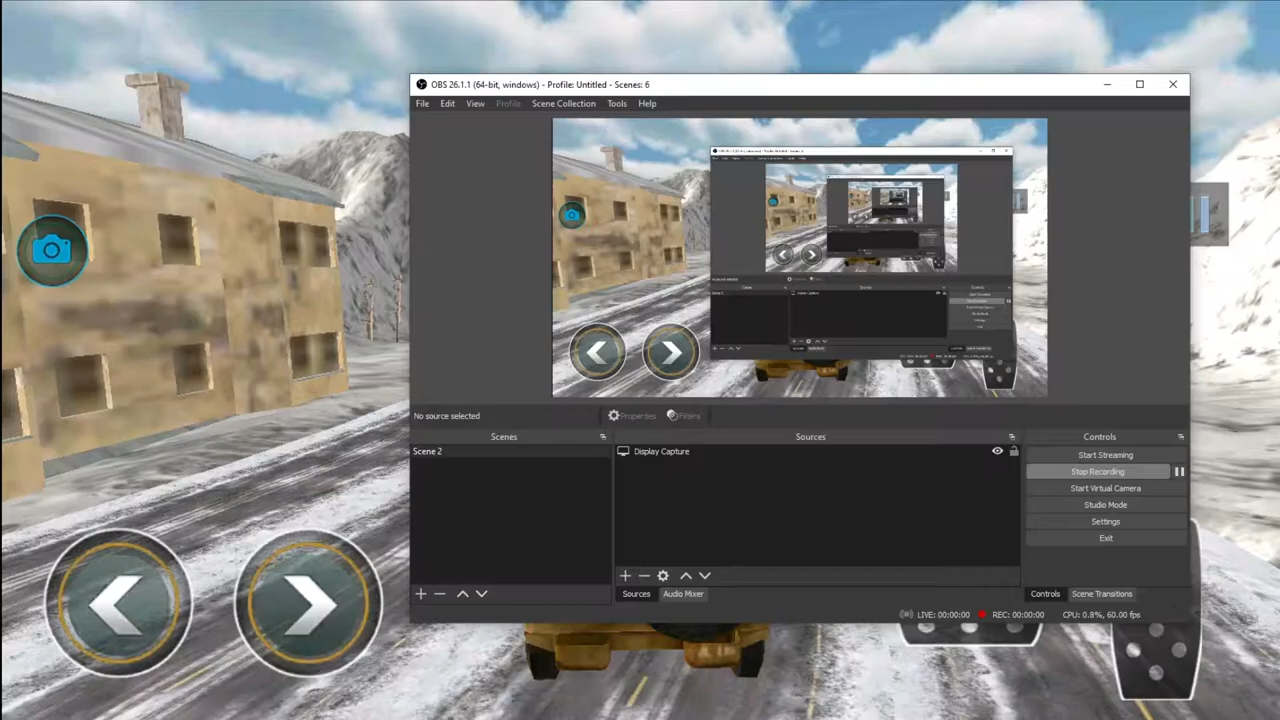 OBS 26.1.1 (64-bit, windows) - Profile: Untitled - Scenes: 6
File Edit View Profile Scene Collection Tools Help
No source selected Properties Filters
Scenes Sources Controls
Scene 2 Display Capture Start Streaming
Stop Recording
Start Virtual Camera
Studio Mode
Settings
Exit
Sources Audio Mixer Controls Scene Transitions
LIVE: 00:00:00 REC: 00:00:00 CPU: 0.8%, 60.00 fps